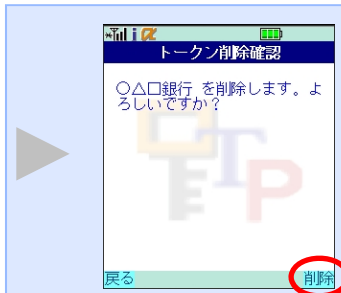 i α
トークン削除確認
○△□銀行 を削除します。よ
ろしいですか？
OTP
戻る 削除